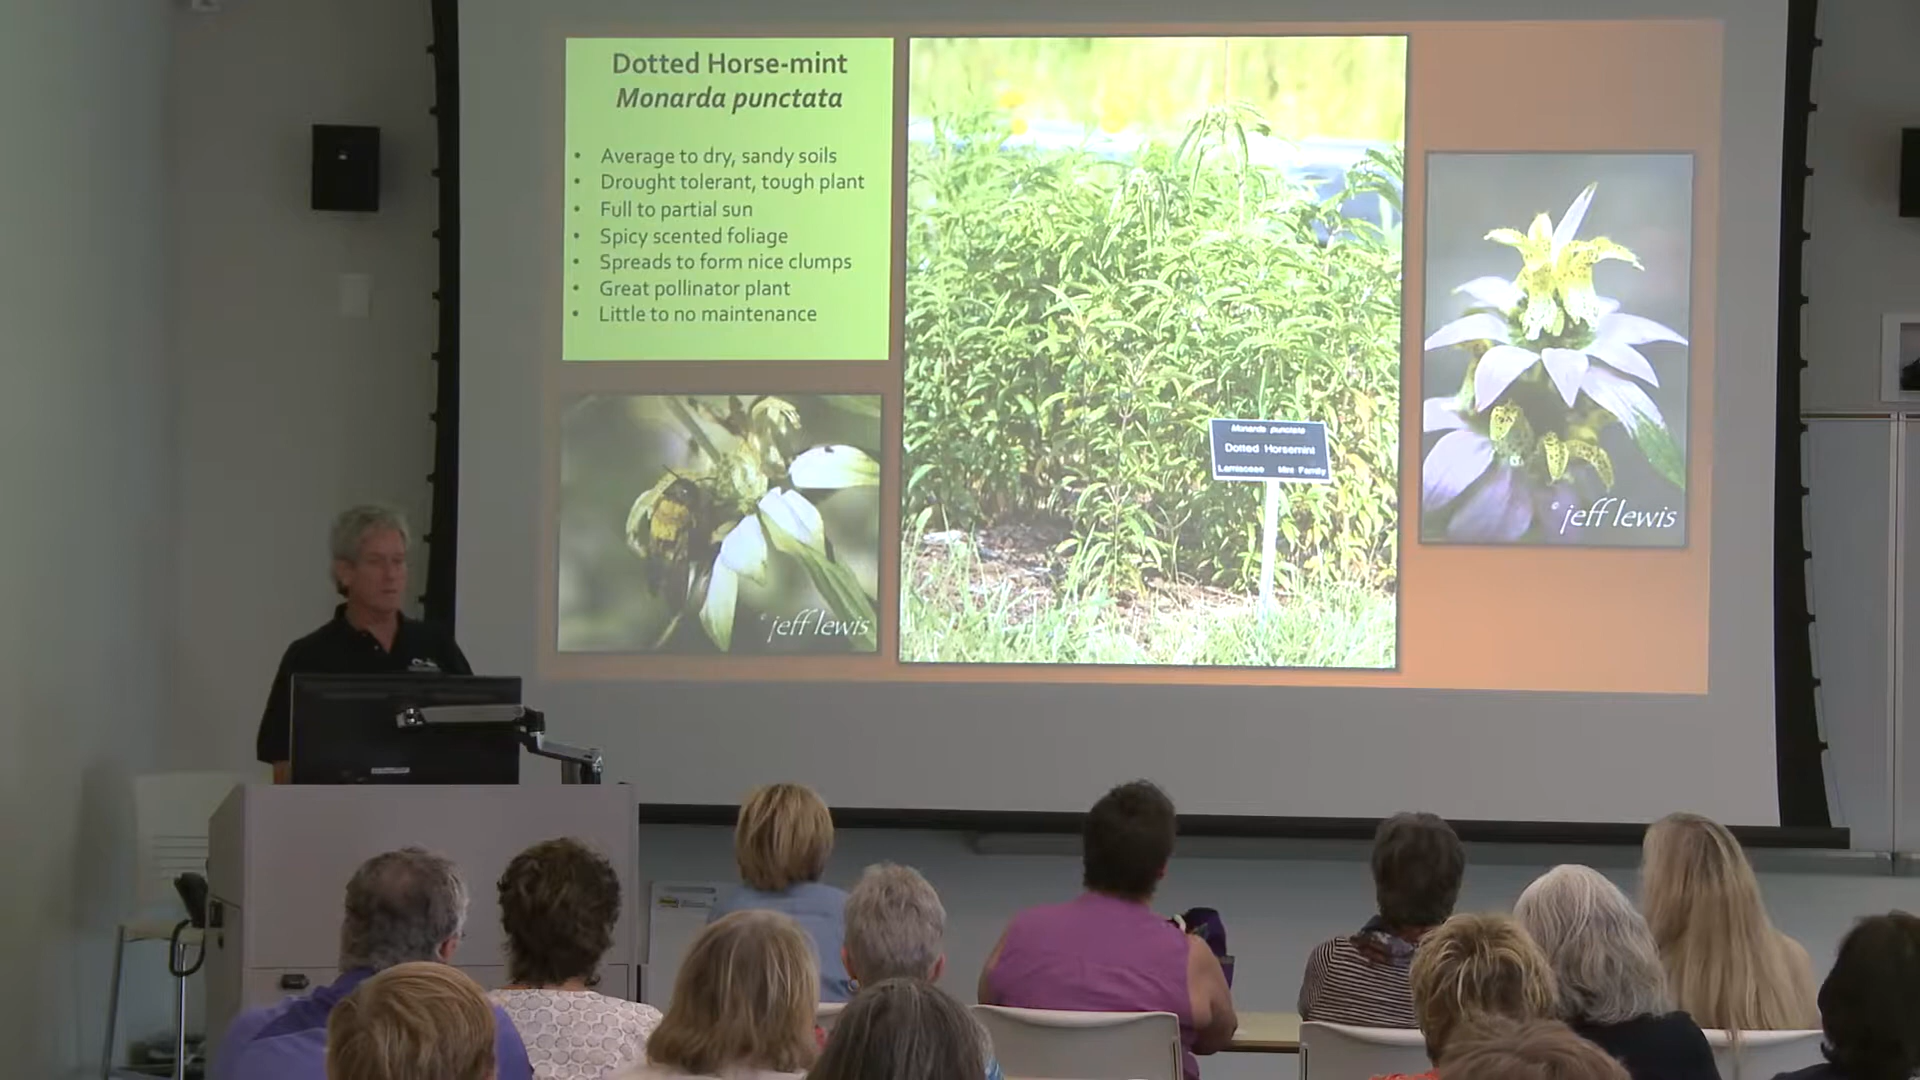 Dotted Horse-mint
Monarda punctata
• Average to dry, sandy soils
• Drought tolerant, tough plant
• Full to partial sun
• Spicy scented foliage
• Spreads to form nice clumps
• Great pollinator plant
• Little to no maintenance
© jeff lewis
Monarda punctata
Dotted Horsemint
Lamiaceae Mint Family
© jeff lewis